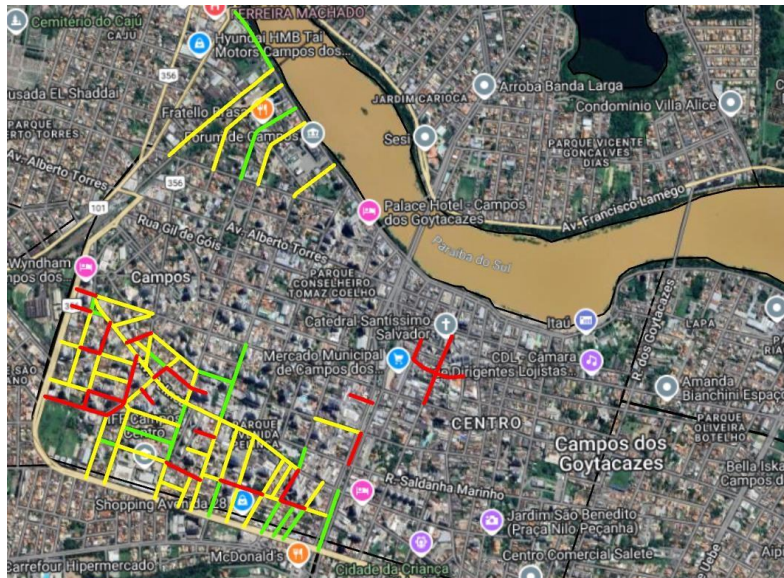 FERREIRA MACHADO
Cemitério do Cajú
CAJU
Hyundai HMB Tai
Motors Campos dos...
356
usada EL Shaddai
Arroba Banda Larga
JARDIM CARIOCA
Condomínio Villa Alice
Fratello Brasa
PARQUE
ERTO TORRES
Fórum de Campos
Sesi
PARQUE VICENTE
GONÇALVES
DIAS
Av. Alberto Torres
356
Palace Hotel - Campos
dos Goytacazes
Av. Francisco Lamego
101
Rua Gil de Góis
Av. Alberto Torres
Paraíba do Sul
Wyndham
mpos dos...
Campos
PARQUE
CONSELHEIRO
TOMAZ COELHO
Catedral Santíssimo
Salvador
Itaú
R. dos Goytacazes
LAPA
Mercado Municipal
de Campos dos...
CDL - Câmara
e Dirigentes Lojistas...
Amanda
Bianchini Espaço
IFF Campos
Centro
PARQUE
CENTRO
PARQUE
OLIVEIRA
BOTELHO
Campos dos
Goytacazes
Bella Iska
Campos d
R. Saldanha Marinho
Shopping Avenida 28
Jardim São Benedito
(Praça Nilo Peçanha)
McDonald's
Centro Comercial Salete
Carrefour Hipermercado
Cidade da Criança